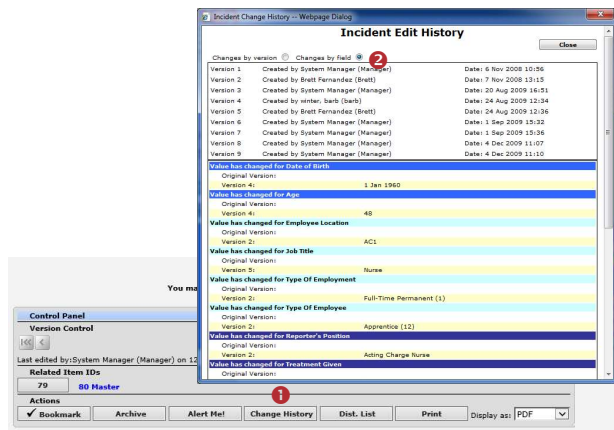 Incident Change History -- Webpage Dialog
Incident Edit History
Close
Changes by version Changes by field
2
Version 1 Created by System Manager (Manager) Date: 6 Nov 2008 10:56
Version 2 Created by Brett Fernandez (Brett) Date: 7 Nov 2008 13:15
Version 3 Created by System Manager (Manager) Date: 20 Aug 2009 16:51
Version 4 Created by winter, barb (barb) Date: 24 Aug 2009 12:34
Version 5 Created by Brett Fernandez (Brett) Date: 24 Aug 2009 12:36
Version 6 Created by System Manager (Manager) Date: 1 Sep 2009 15:32
Version 7 Created by System Manager (Manager) Date: 1 Sep 2009 15:36
Version 8 Created by System Manager (Manager) Date: 4 Dec 2009 11:07
Version 9 Created by System Manager (Manager) Date: 4 Dec 2009 11:10
Value has changed for Date of Birth
Original Version:
Version 4: 1 Jan 1960
Value has changed for Age
Original Version:
Version 4: 48
Value has changed for Employee Location
Original Version:
Version 2: AC1
Value has changed for Job Title
Original Version:
Version 5: Nurse
Value has changed for Type Of Employment
Original Version:
Version 2: Full-Time Permanent (1)
Value has changed for Type Of Employee
Original Version:
Version 2: Apprentice (12)
Value has changed for Reporter's Position
Original Version:
Version 2: Acting Charge Nurse
Value has changed for Treatment Given
Original Version:
You ma
Control Panel
Version Control
Last edited by:System Manager (Manager) on 12
Related Item IDs
79 80 Master
1
Actions
Bookmark Archive Alert Me! Change History Dist. List Print Display as: PDF